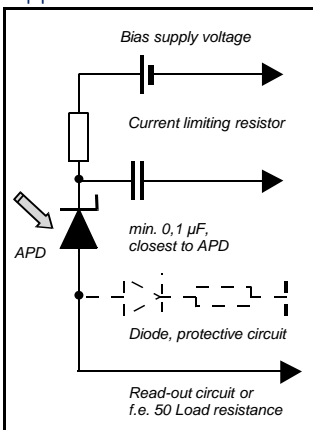 Bias supply voltage
Current limiting resistor
min. 0,1 µF,
closest to APD
APD
Diode, protective circuit
Read-out circuit or
f.e. 50 Load resistance